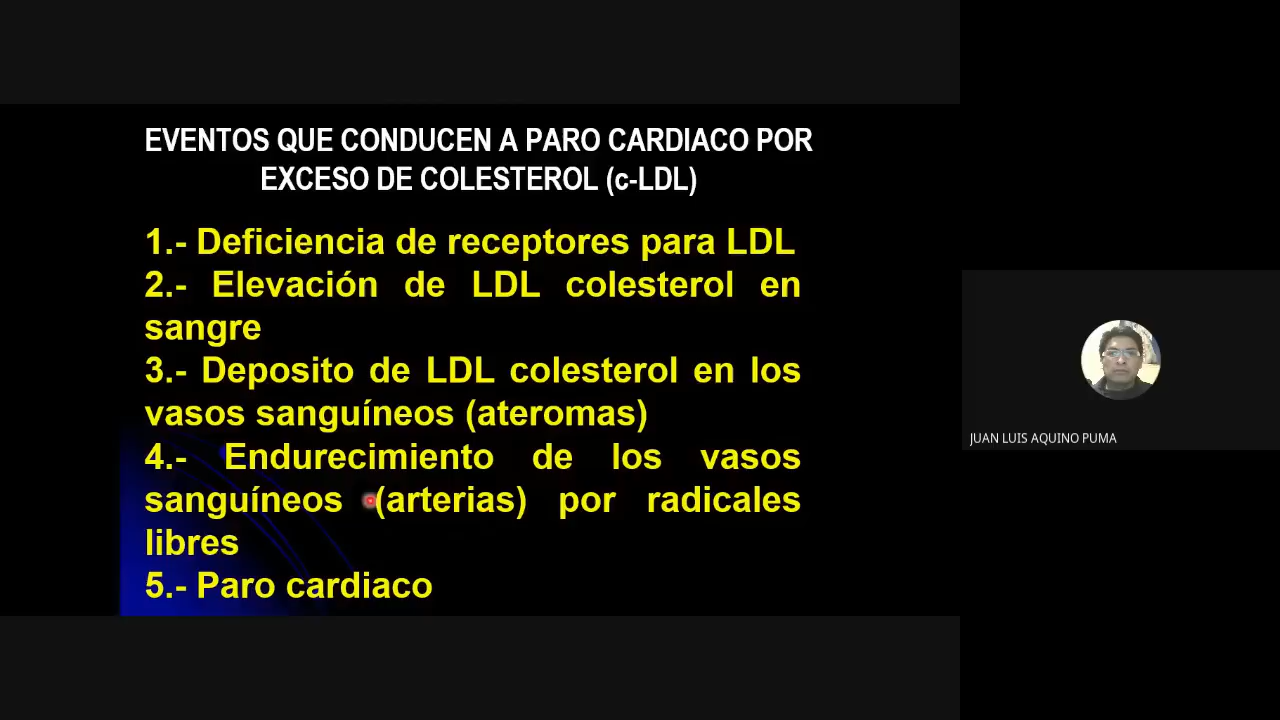 EVENTOS QUE CONDUCEN A PARO CARDIACO POR
EXCESO DE COLESTEROL (c-LDL)
1.- Deficiencia de receptores para LDL
2.- Elevación de LDL colesterol en
sangre
3.- Deposito de LDL colesterol en los
vasos sanguíneos (ateromas)
4.- Endurecimiento de los vasos
sanguíneos (arterias) por radicales
libres
5.- Paro cardiaco
JUAN LUIS AQUINO PUMA